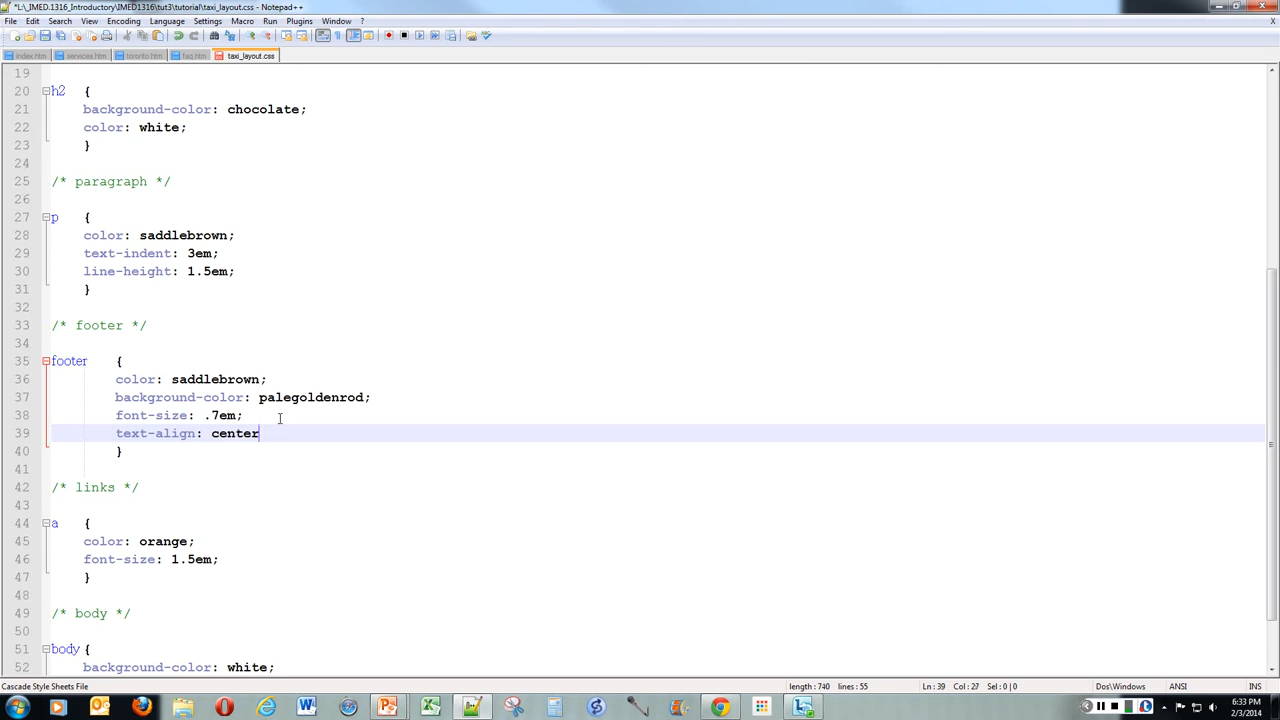 *L:\_IMED.1316_Introductory\IMED1316\tut3\tutorial\taxi_layout.css - Notepad++
File Edit Search View Encoding Language Settings Macro Run Plugins Window ?
X
index.htm services.htm toronto.htm faq.htm taxi_layout.css
19
20 h2 {
21 background-color: chocolate;
22 color: white;
23 }
24
25 /* paragraph */
26
27 p {
28 color: saddlebrown;
29 text-indent: 3em;
30 line-height: 1.5em;
31 }
32
33 /* footer */
34
35 footer {
36 color: saddlebrown;
37 background-color: palegoldenrod;
38 font-size: .7em;
39 text-align: center
40 }
41
42 /* links */
43
44 a {
45 color: orange;
46 font-size: 1.5em;
47 }
48
49 /* body */
50
51 body {
52 background-color: white;
Cascade Style Sheets File length: 740 lines: 55 Ln: 39 Col: 27 Sel: 0 | 0 Dos\Windows ANSI INS
6:33 PM
2/3/2014